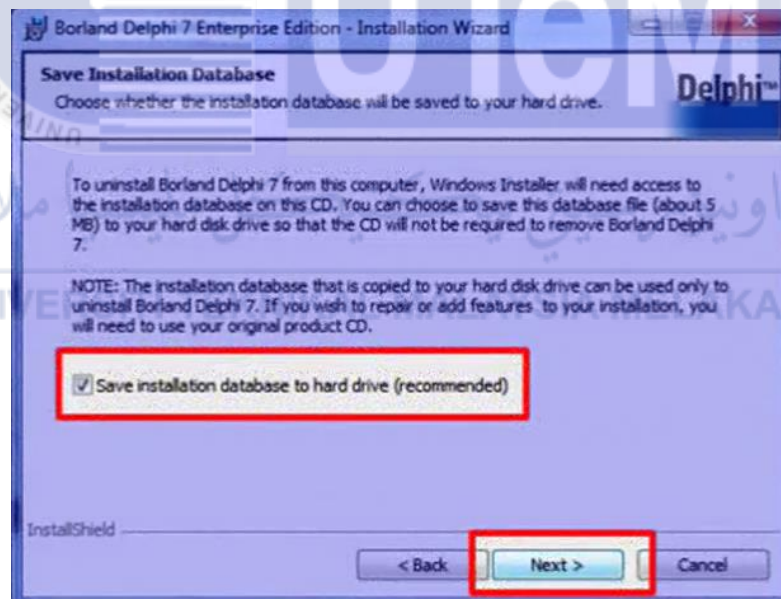 UTeM
Borland Delphi 7 Enterprise Edition - Installation Wizard
Save Installation Database
Choose whether the installation database will be saved to your hard drive.
Delphi™
To uninstall Borland Delphi 7 from this computer, Windows Installer will need access to
the installation database on this CD. You can choose to save this database file (about 5
MB) to your hard disk drive so that the CD will not be required to remove Borland Delphi
7.
NOTE: The installation database that is copied to your hard disk drive can be used only to
uninstall Borland Delphi 7. If you wish to repair or add features to your installation, you
will need to use your original product CD.
Save installation database to hard drive (recommended)
InstallShield
< Back
Next >
Cancel